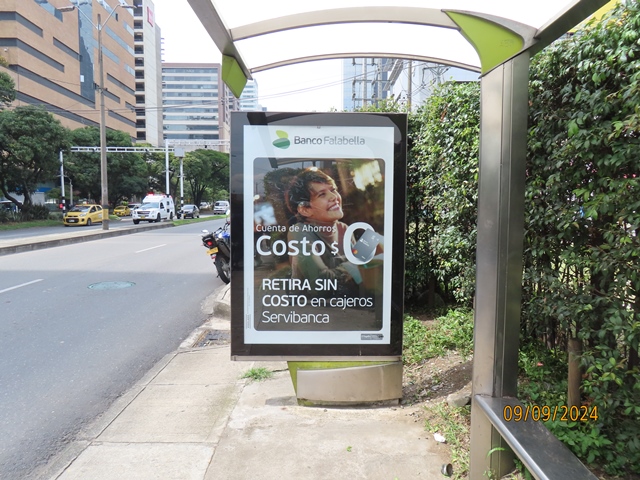 Banco Falabella
Cuenta de Ahorros
Costo $0
RETIRA SIN
COSTO en cajeros
Servibanca
09/09/2024